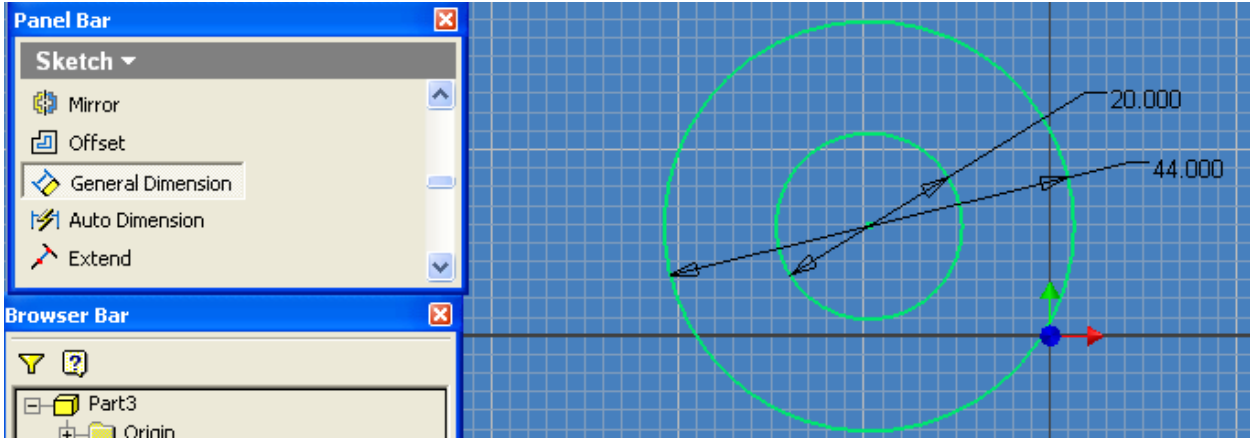 Panel Bar
Sketch
Mirror
Offset
General Dimension
Auto Dimension
Extend
Browser Bar
Part3
Origin
20.000
44.000